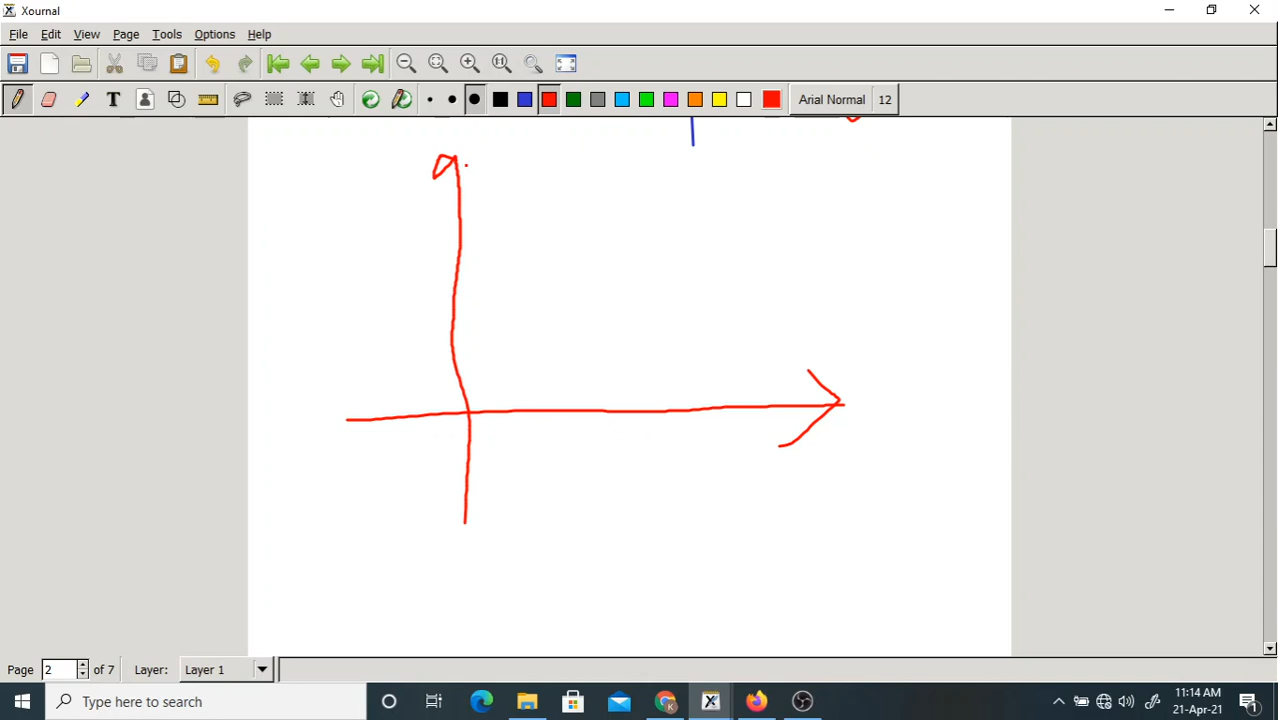 Xournal
File Edit View Page Tools Options Help
T Arial Normal 12
Page 2 of 7 Layer: Layer 1
Type here to search
11:14 AM
21-Apr-21
1